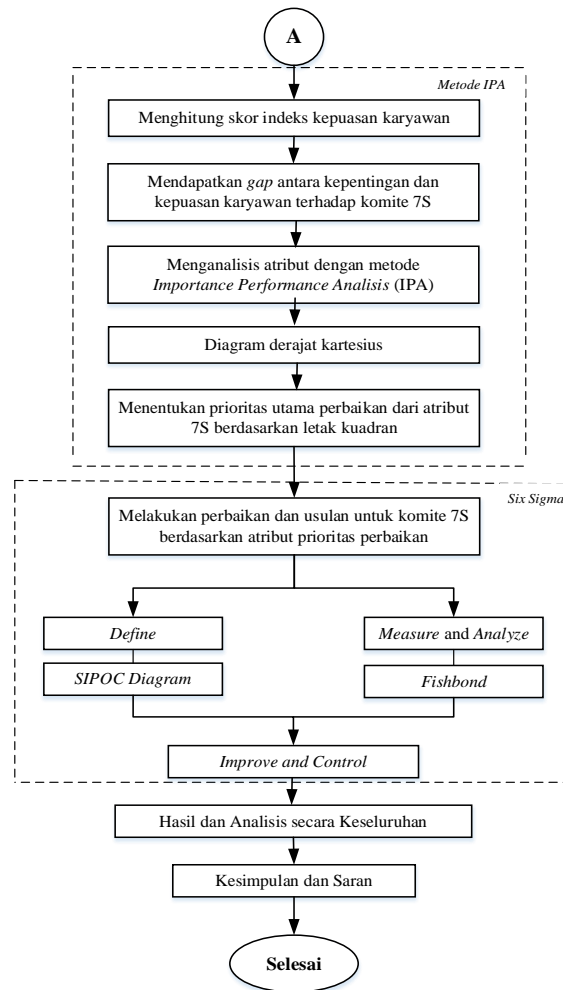 A
Metode IPA
Menghitung skor indeks kepuasan karyawan
Mendapatkan gap antara kepentingan dan
kepuasan karyawan terhadap komite 7S
Menganalisis atribut dengan metode
Importance Performance Analisis (IPA)
Diagram derajat kartesius
Menentukan prioritas utama perbaikan dari atribut
7S berdasarkan letak kuadran
Six Sigma
Melakukan perbaikan dan usulan untuk komite 7S
berdasarkan atribut prioritas perbaikan
Define
Measure and Analyze
SIPOC Diagram
Fishbond
Improve and Control
Hasil dan Analisis secara Keseluruhan
Kesimpulan dan Saran
Selesai